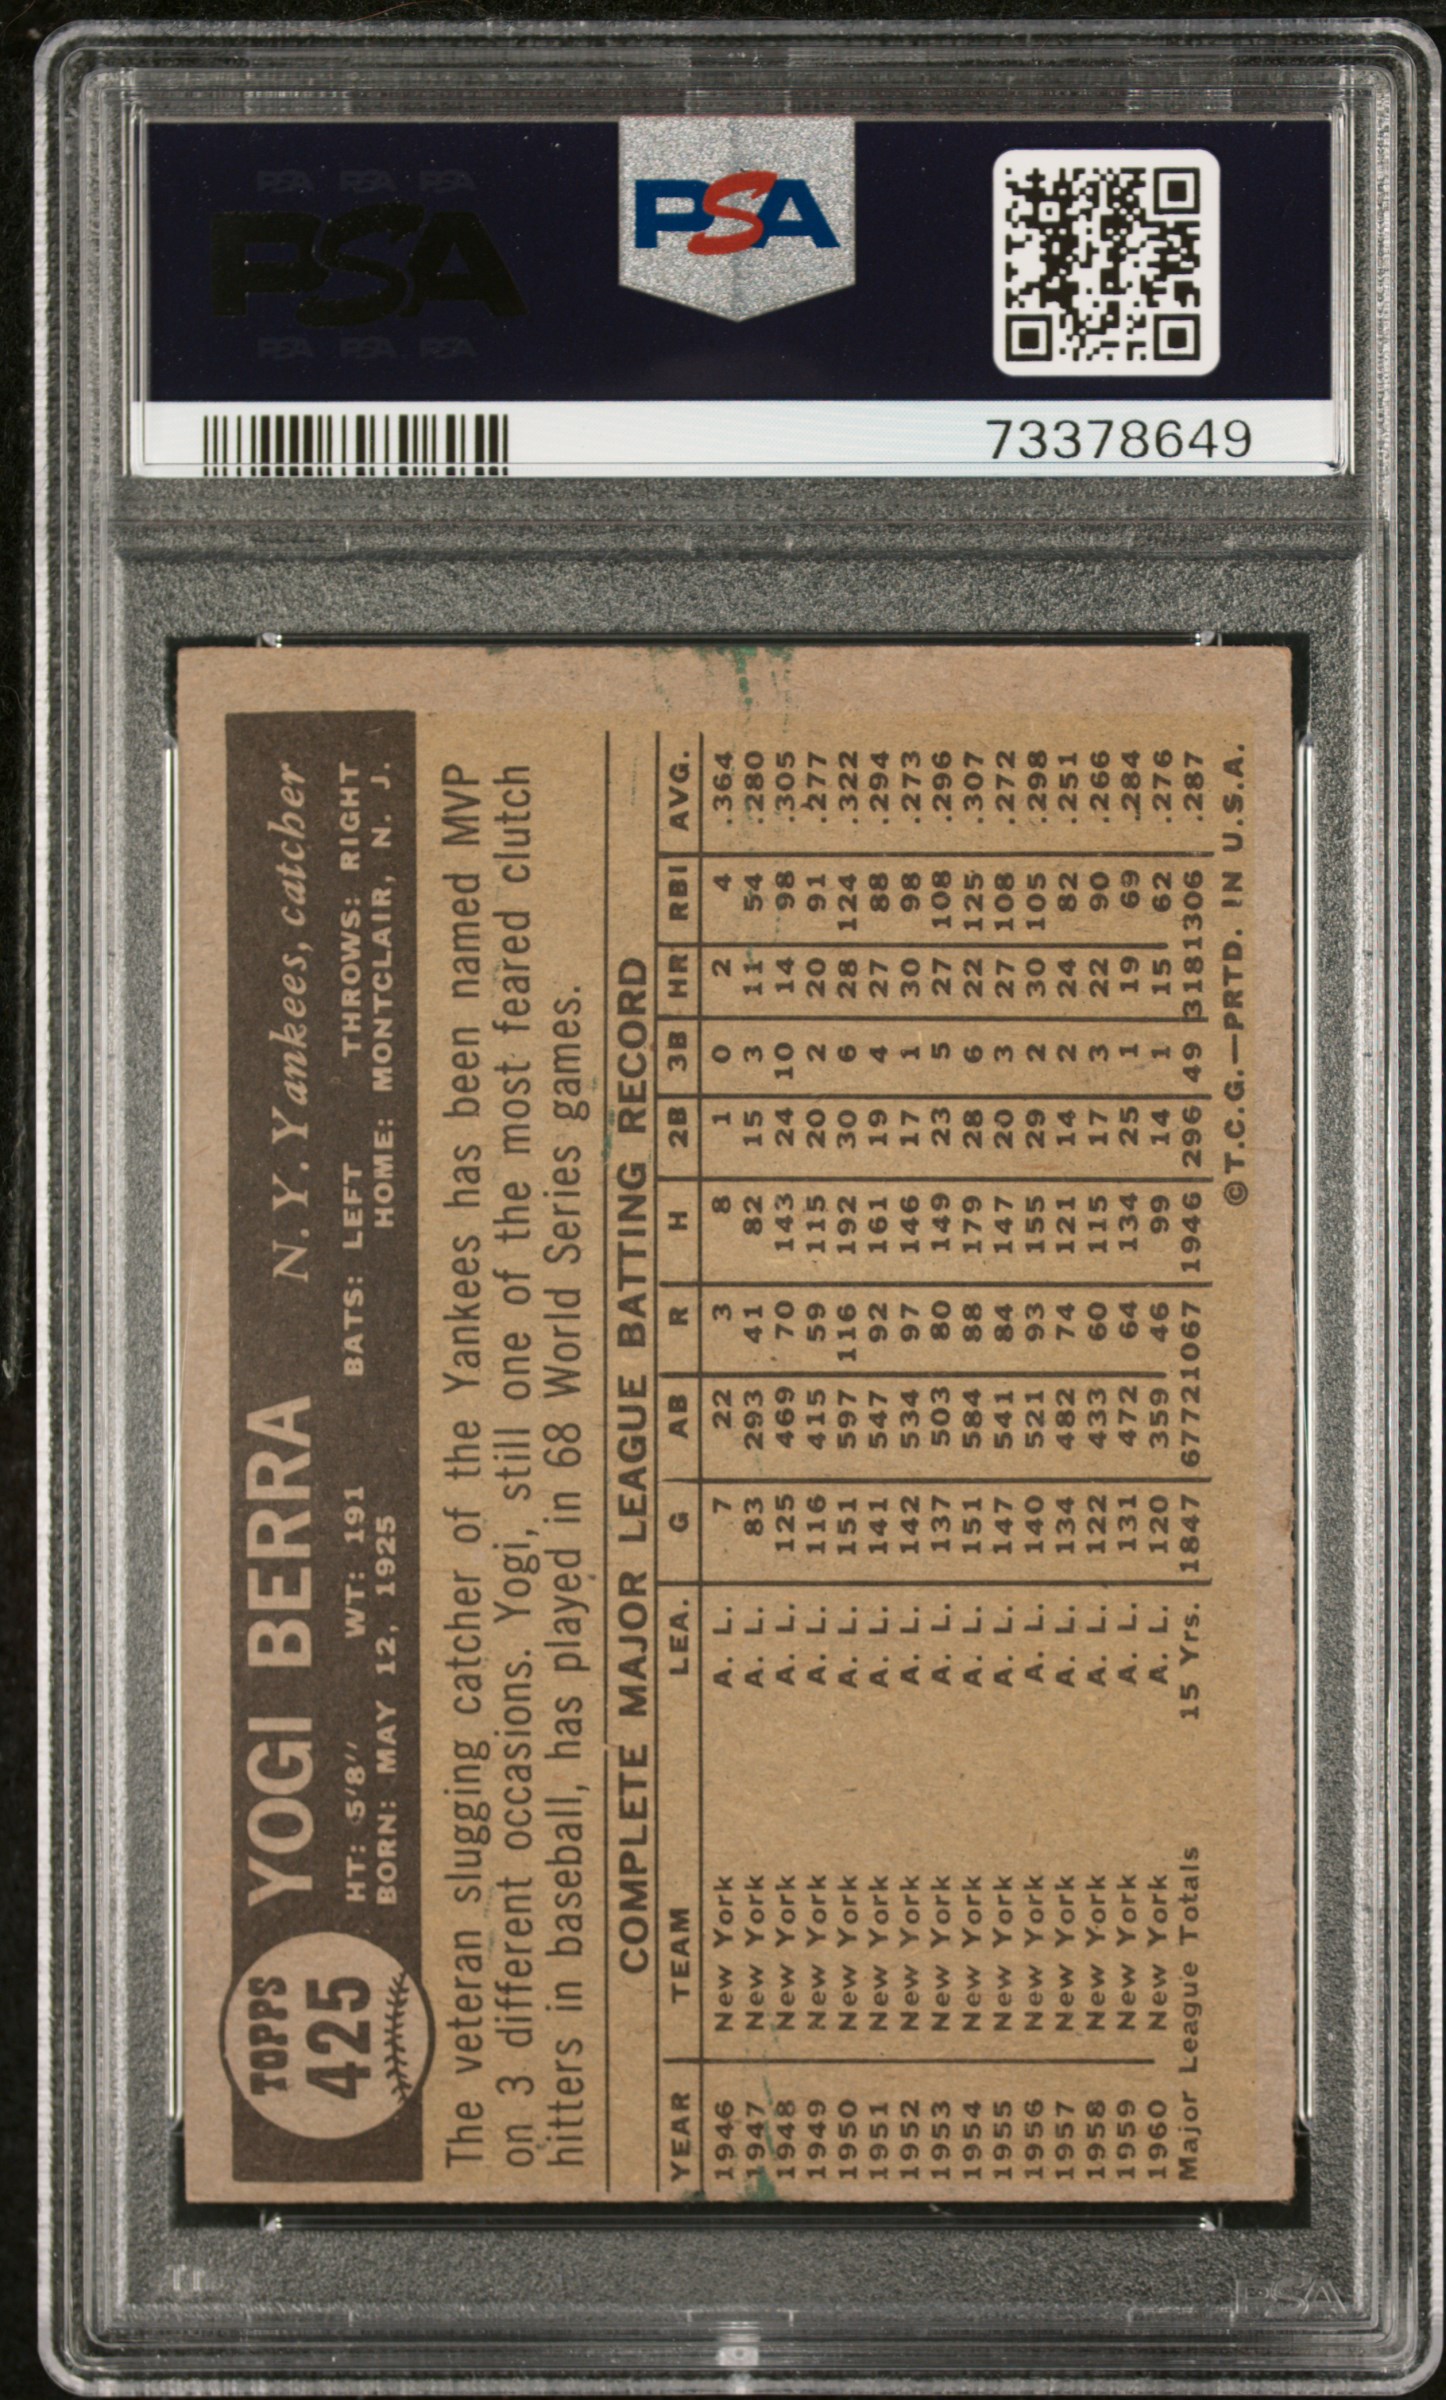 PSA PSA PSA
PSA
PSA PSA PSA
PSA
73378649
TOPPS
425
YOGI BERRA N. Y. Yankees, catcher
HT: 5'8" WT: 191 BATS: LEFT THROWS: RIGHT
BORN: MAY 12, 1925 HOME: MONTCLAIR, N. J.
The veteran slugging catcher of the Yankees has been named MVP
on 3 different occasions. Yogi, still one of the most feared clutch
hitters in baseball, has played in 68 World Series games.
COMPLETE MAJOR LEAGUE BATTING RECORD
YEAR TEAM LEA. G AB R H 2B 3B HR RBI AVG.
1946 New York A. L. 7 22 3 8 1 0 2 4 .364
1947 New York A. L. 83 293 41 82 15 3 11 54 .280
1948 New York A. L. 125 469 70 143 24 10 14 98 .305
1949 New York A. L. 116 415 59 115 20 2 20 91 .277
1950 New York A. L. 151 597 116 192 30 6 28 124 .322
1951 New York A. L. 141 547 92 161 19 4 27 88 .294
1952 New York A. L. 142 534 97 146 17 1 30 98 .273
1953 New York A. L. 137 503 80 149 23 5 27 108 .296
1954 New York A. L. 151 584 88 179 28 6 22 125 .307
1955 New York A. L. 147 541 84 147 20 3 27 108 .272
1956 New York A. L. 140 521 93 155 29 2 30 105 .298
1957 New York A. L. 134 482 74 121 14 2 24 82 .251
1958 New York A. L. 122 433 60 115 17 3 22 90 .266
1959 New York A. L. 131 472 64 134 25 1 19 69 .284
1960 New York A. L. 120 359 46 99 14 1 15 62 .276
Major League Totals 15 Yrs. 1847 6772 1067 1946 296 49 318 1306 .287
© T.C.G.—PRTD. IN U.S.A.
PSA